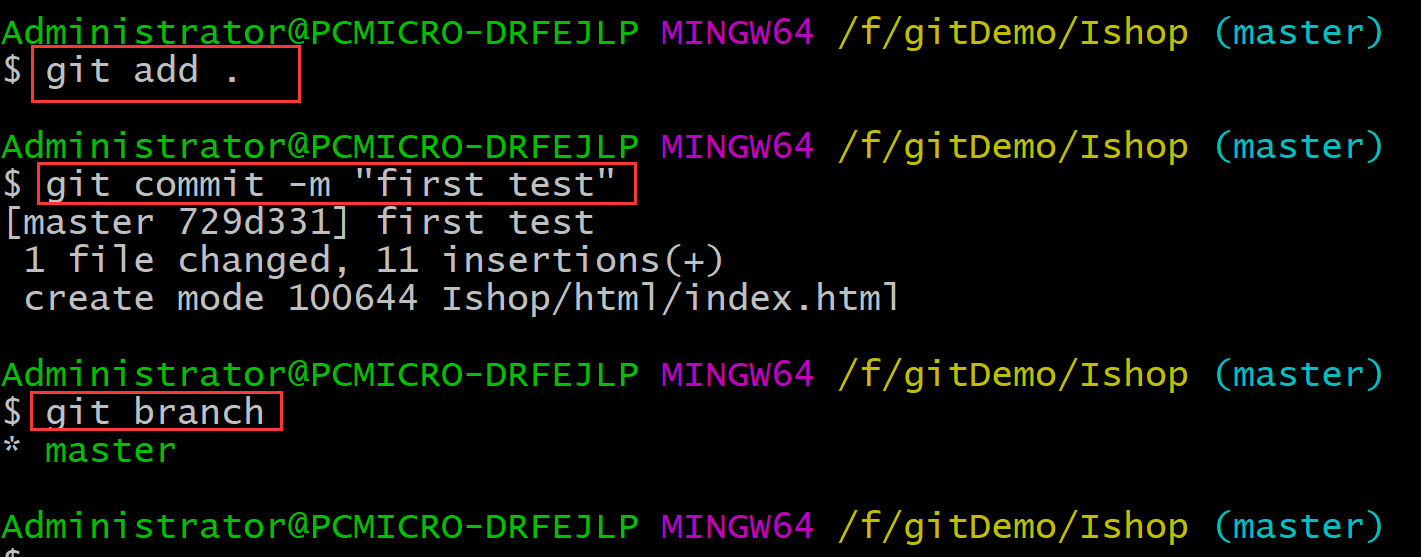 Administrator@PCMICRO-DRFEJLP MINGW64 /f/gitDemo/Ishop (master)
$ git add .
Administrator@PCMICRO-DRFEJLP MINGW64 /f/gitDemo/Ishop (master)
$ git commit -m "first test"
[master 729d331] first test
 1 file changed, 11 insertions(+)
 create mode 100644 Ishop/html/index.html
Administrator@PCMICRO-DRFEJLP MINGW64 /f/gitDemo/Ishop (master)
$ git branch
* master
Administrator@PCMICRO-DRFEJLP MINGW64 /f/gitDemo/Ishop (master)
$